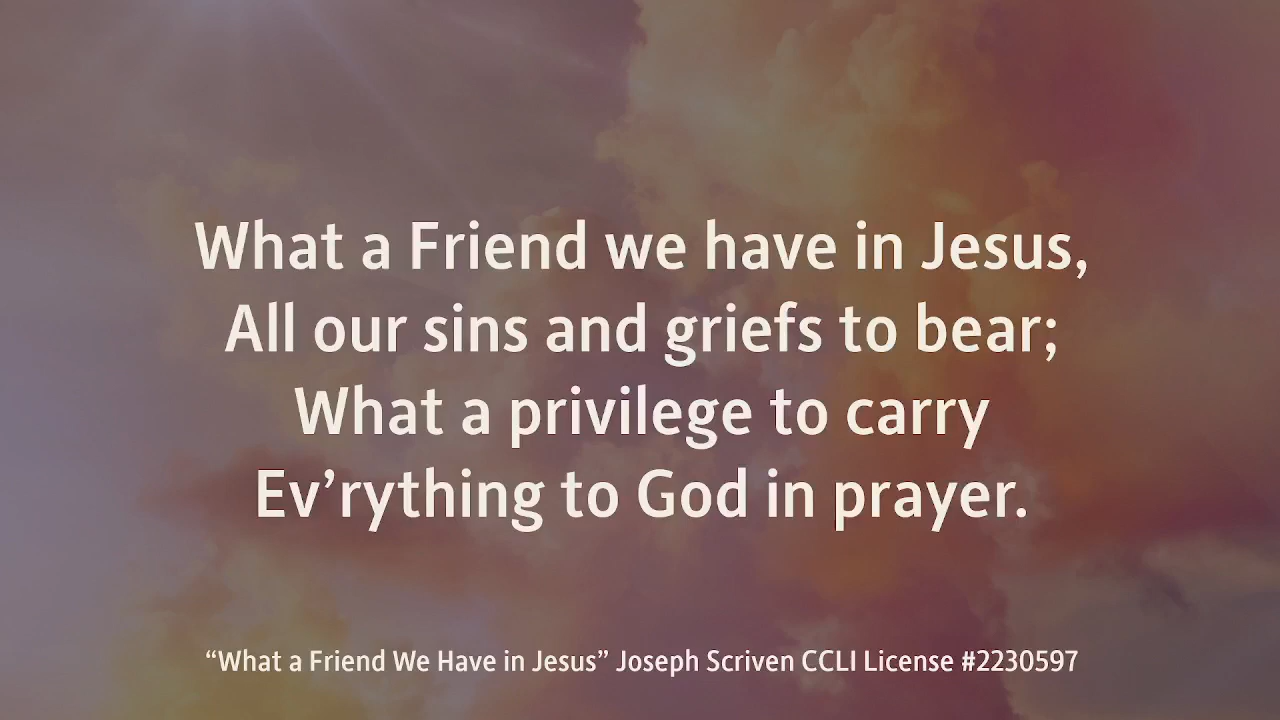 What a Friend we have in Jesus,
All our sins and griefs to bear;
What a privilege to carry
Ev’rything to God in prayer.
“What a Friend We Have in Jesus” Joseph Scriven CCLI License #2230597